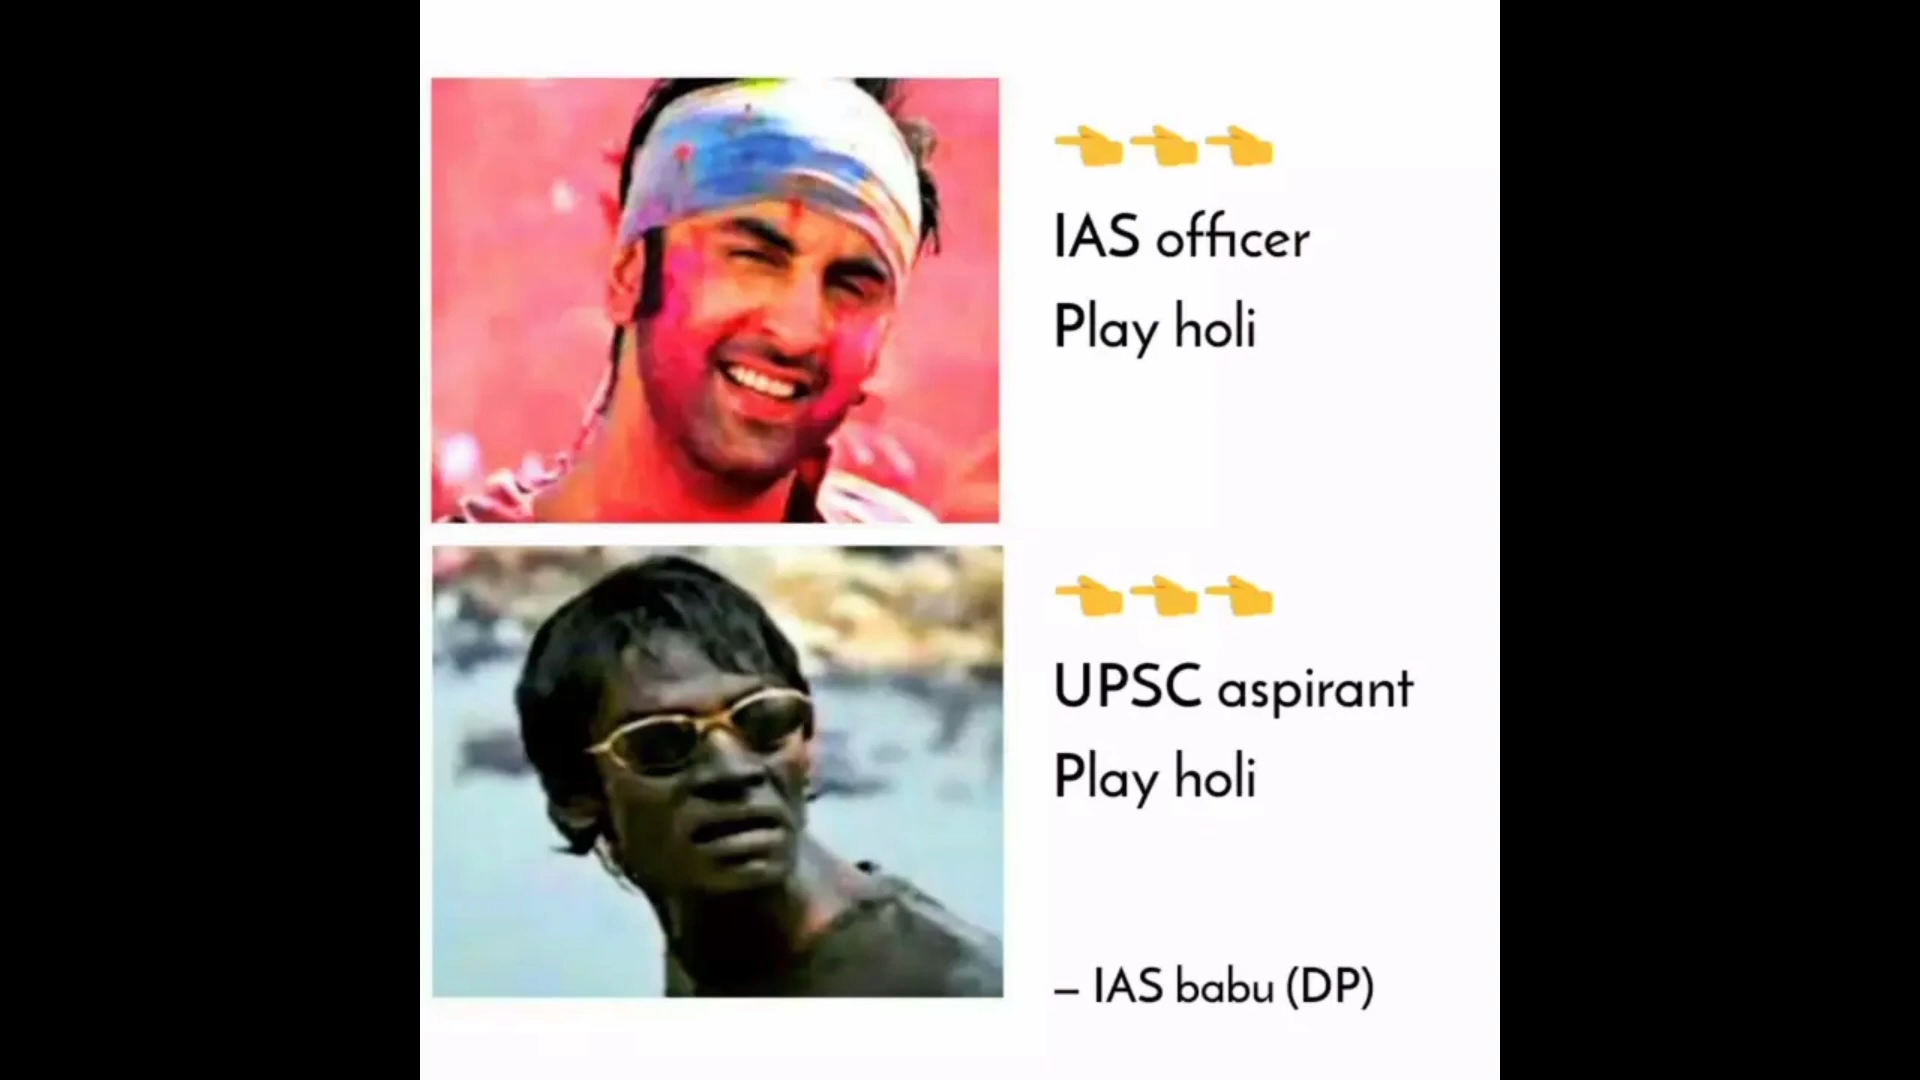 👈👈👈
IAS officer
Play holi
👈👈👈
UPSC aspirant
Play holi
– IAS babu (DP)